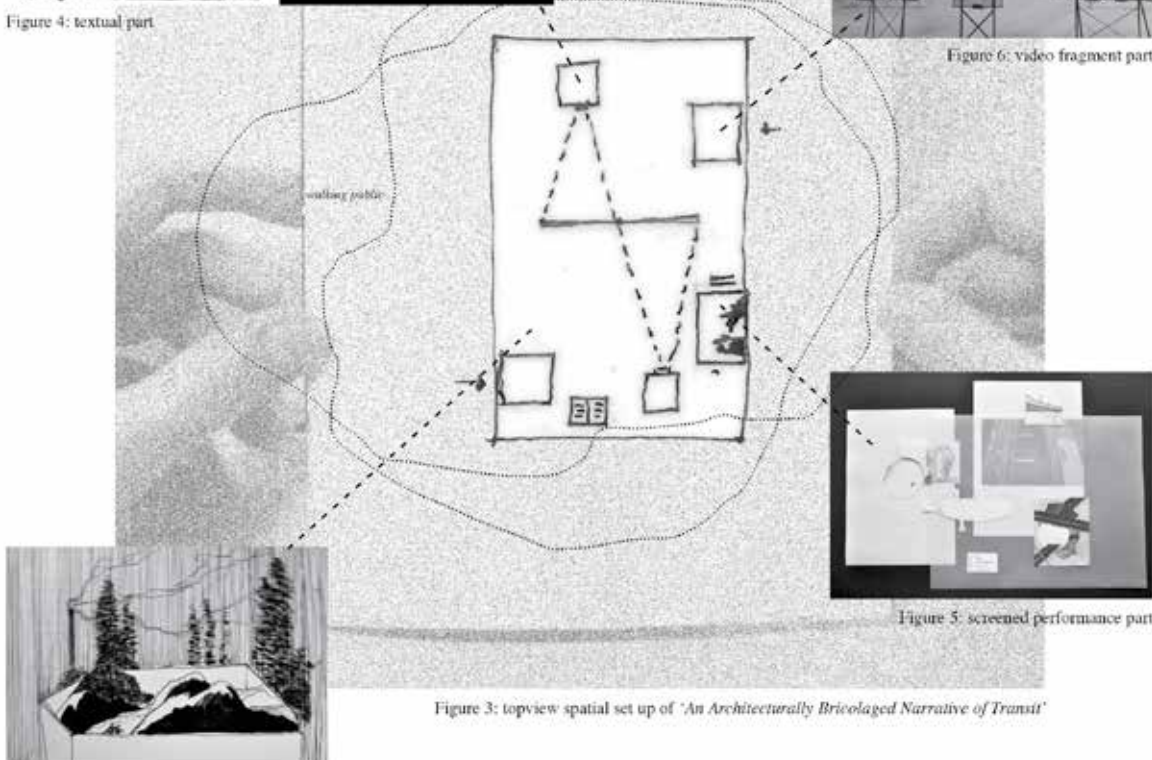 Figure 4: textual part
Figure 6: video fragment part
walking public
Figure 5: screened performance part
Figure 3: topview spatial set up of ‘An Architecturally Bricolaged Narrative of Transit’